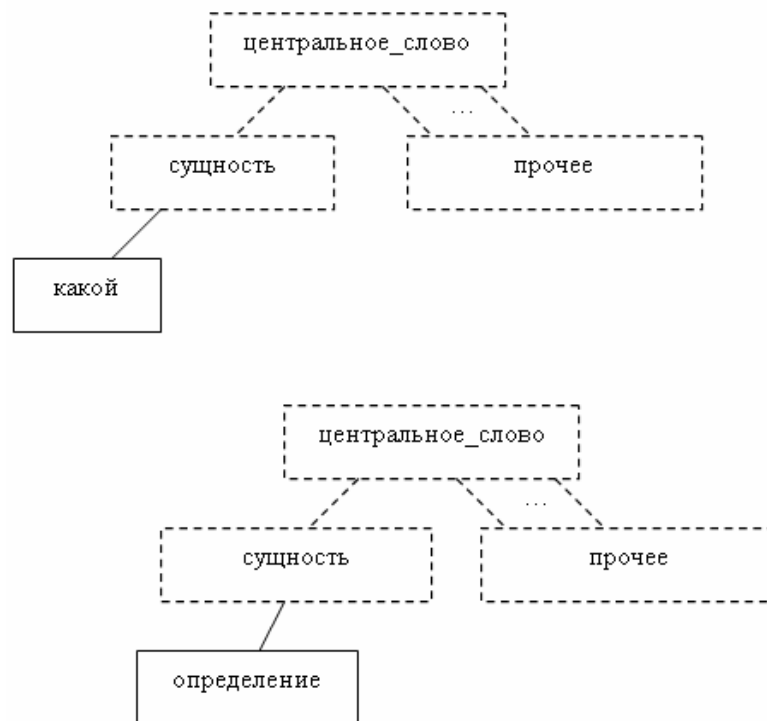 центральное_слово
...
сущность
прочее
какой
центральное_слово
...
сущность
прочее
определение